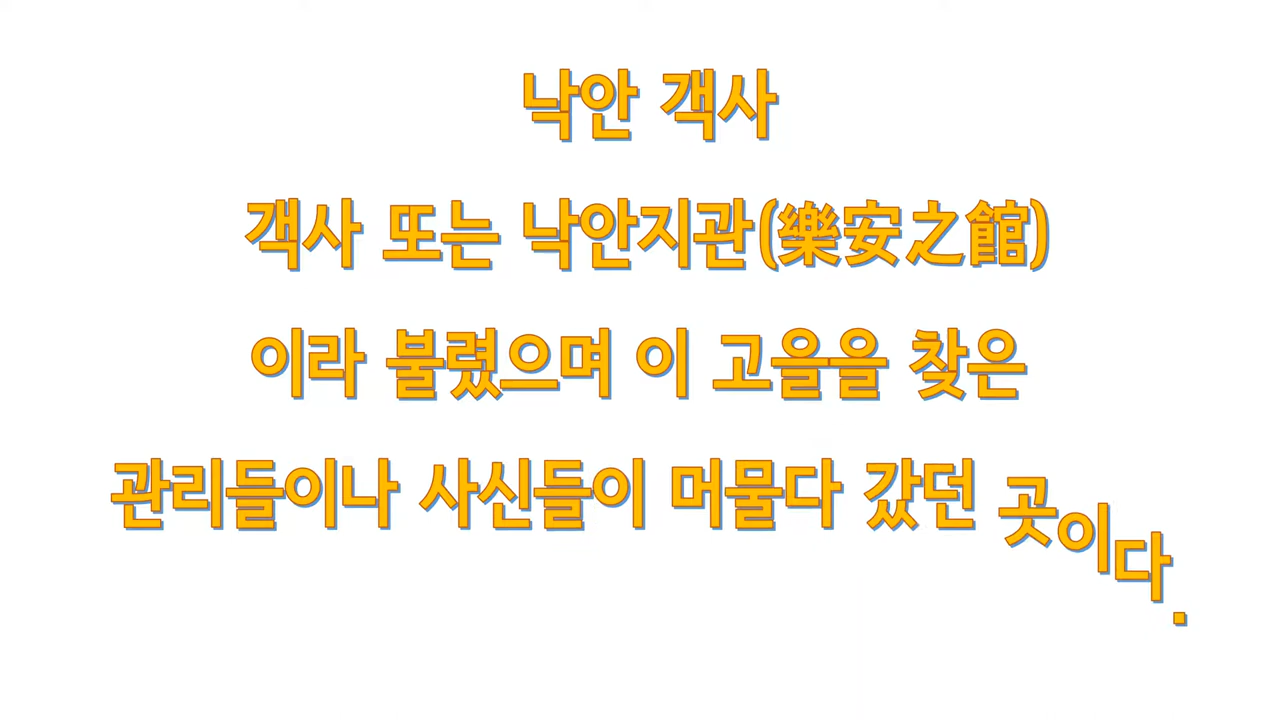 낙안 객사
객사 또는 낙안지관(樂安之館)
이라 불렸으며 이 고을을 찾은
관리들이나 사신들이 머물다 갔던 곳이다.